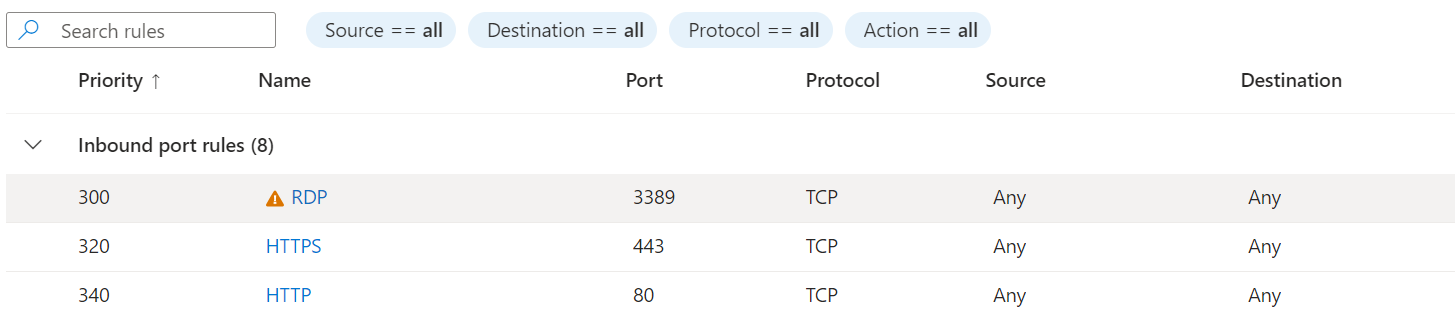 Search rules Source == all Destination == all Protocol == all Action == all
Priority ↑ Name Port Protocol Source Destination
Inbound port rules (8)
300 RDP 3389 TCP Any Any
320 HTTPS 443 TCP Any Any
340 HTTP 80 TCP Any Any